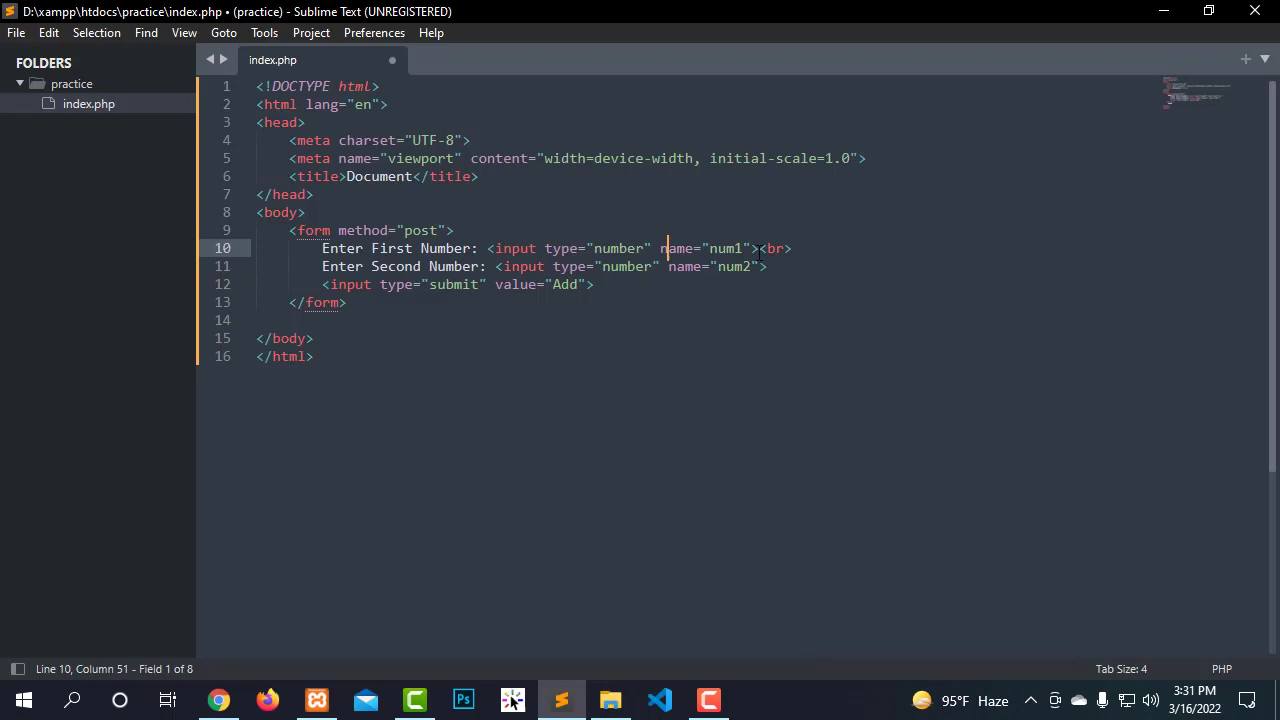 D:\xampp\htdocs\practice\index.php • (practice) - Sublime Text (UNREGISTERED)
File Edit Selection Find View Goto Tools Project Preferences Help
FOLDERS
practice
index.php
index.php
1 <!DOCTYPE html>
2 <html lang="en">
3 <head>
4 <meta charset="UTF-8">
5 <meta name="viewport" content="width=device-width, initial-scale=1.0">
6 <title>Document</title>
7 </head>
8 <body>
9 <form method="post">
10 Enter First Number: <input type="number" name="num1"><br>
11 Enter Second Number: <input type="number" name="num2">
12 <input type="submit" value="Add">
13 </form>
14
15 </body>
16 </html>
Line 10, Column 51 - Field 1 of 8
Tab Size: 4
PHP
Ps
95°F Haze
3:31 PM
3/16/2022